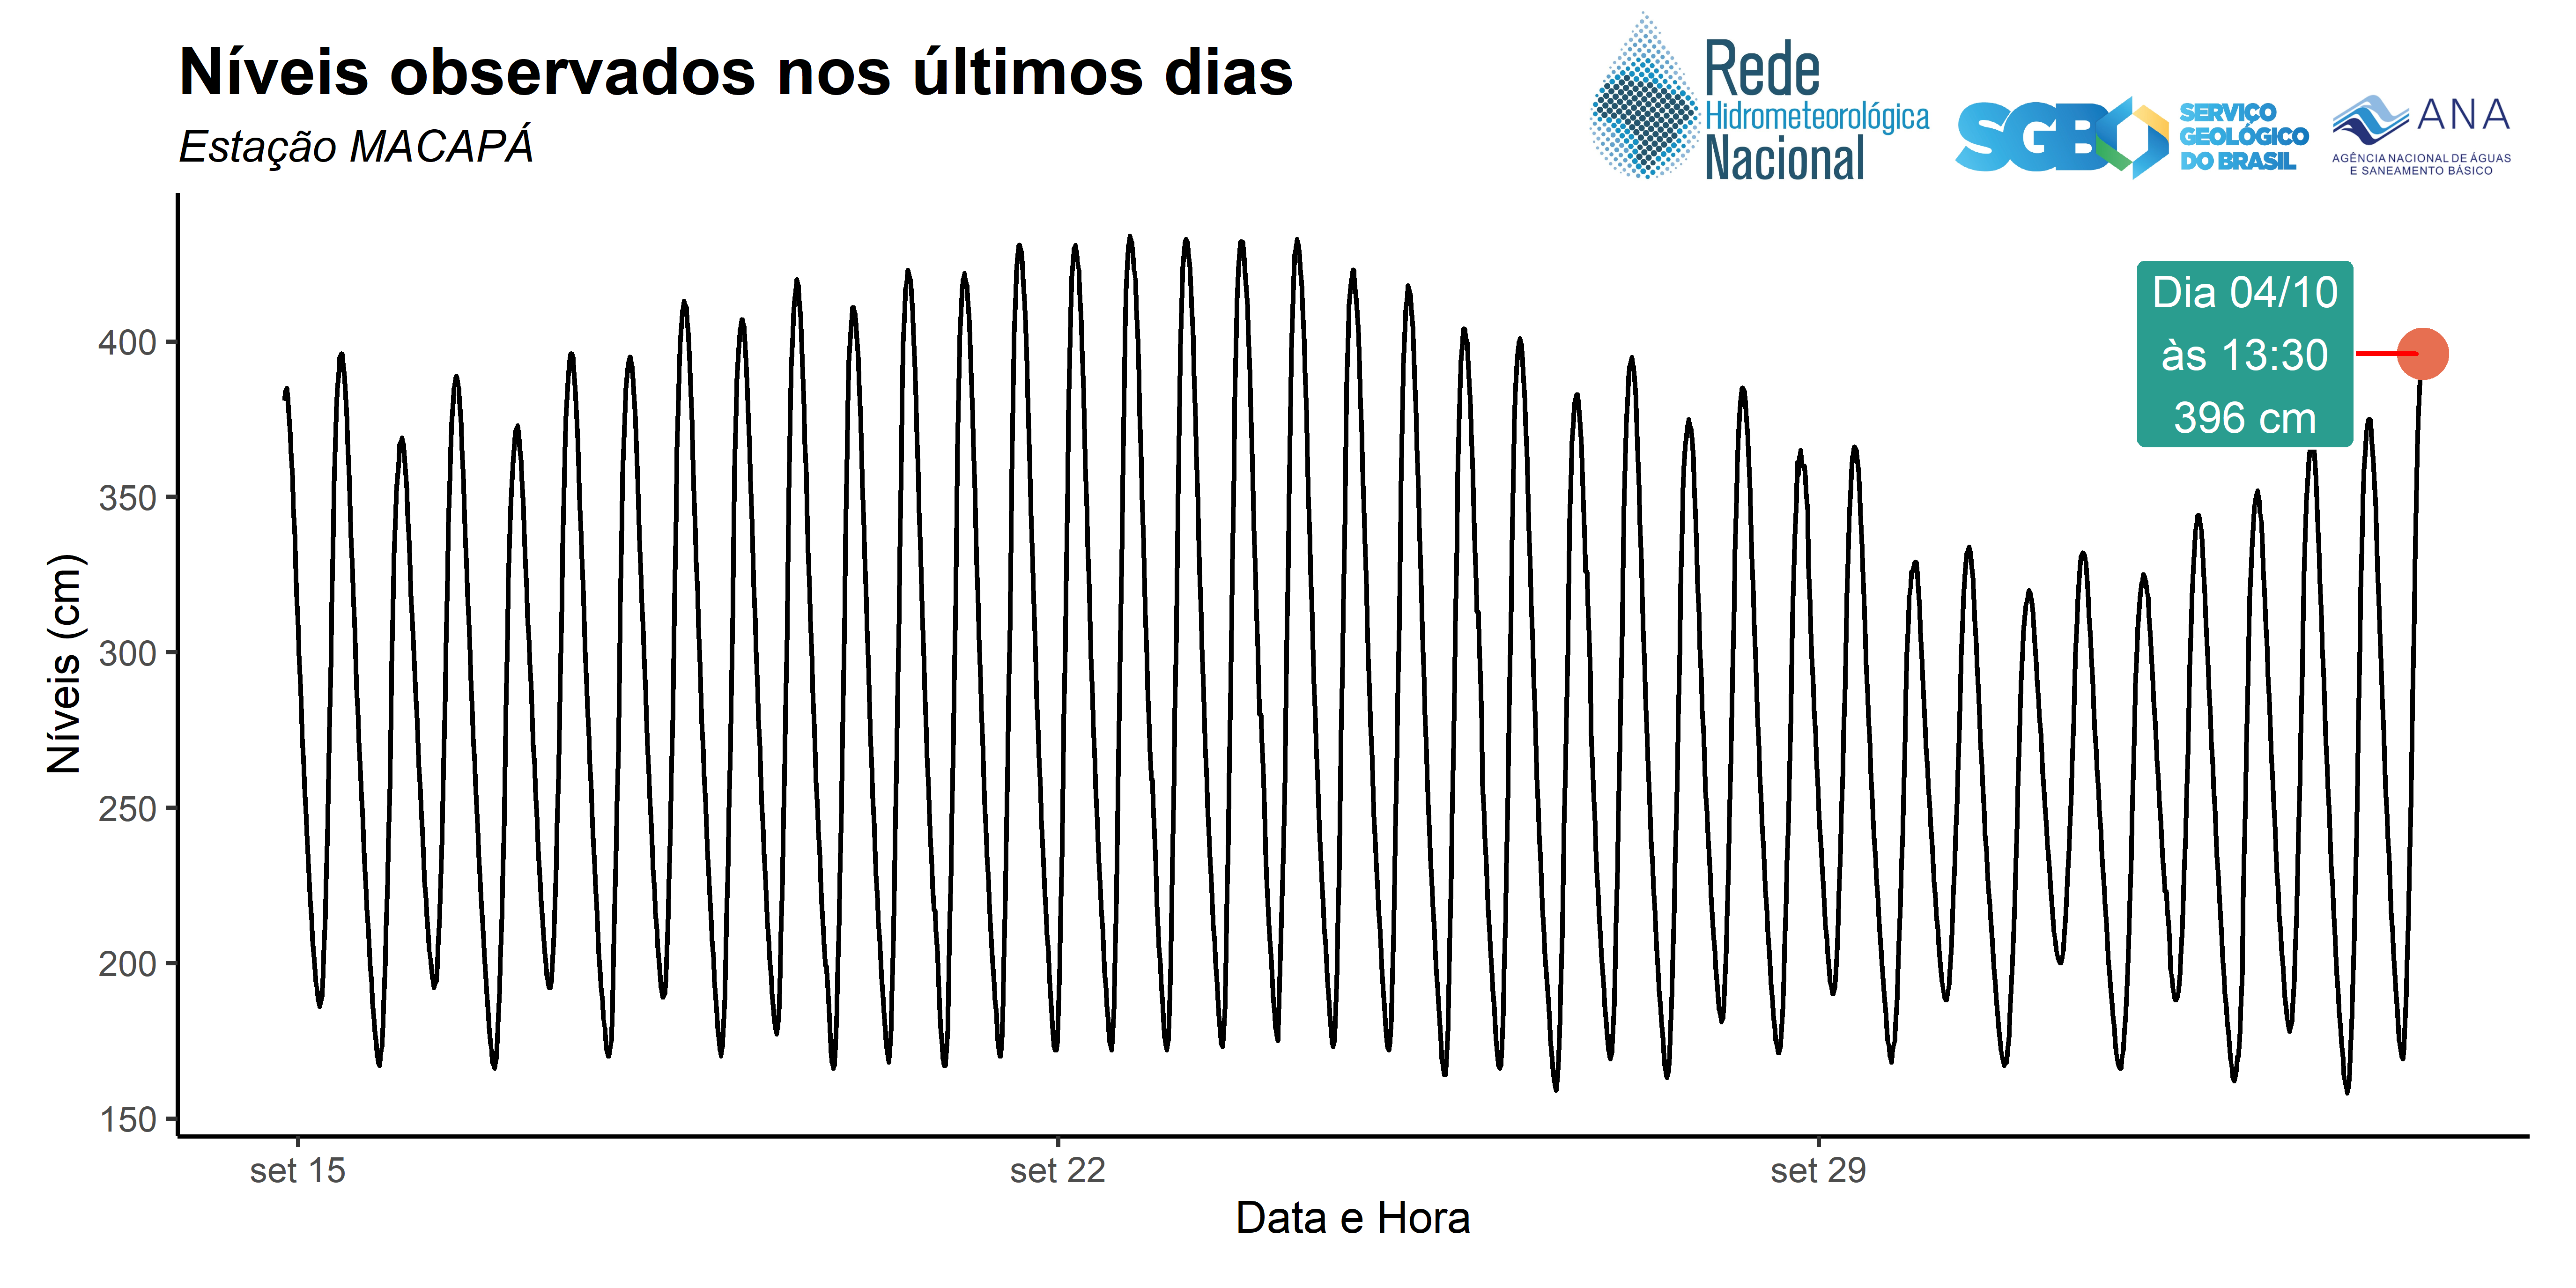 Níveis observados nos últimos dias
Estação MACAPÁ
Rede
Hidrometeorológica
Nacional
SGB
SERVIÇO
GEOLÓGICO
DO BRASIL
ANA
AGÊNCIA NACIONAL DE ÁGUAS
E SANEAMENTO BÁSICO
Dia 04/10
às 13:30
396 cm
Níveis (cm)
400
350
300
250
200
150
set 15
set 22
set 29
Data e Hora